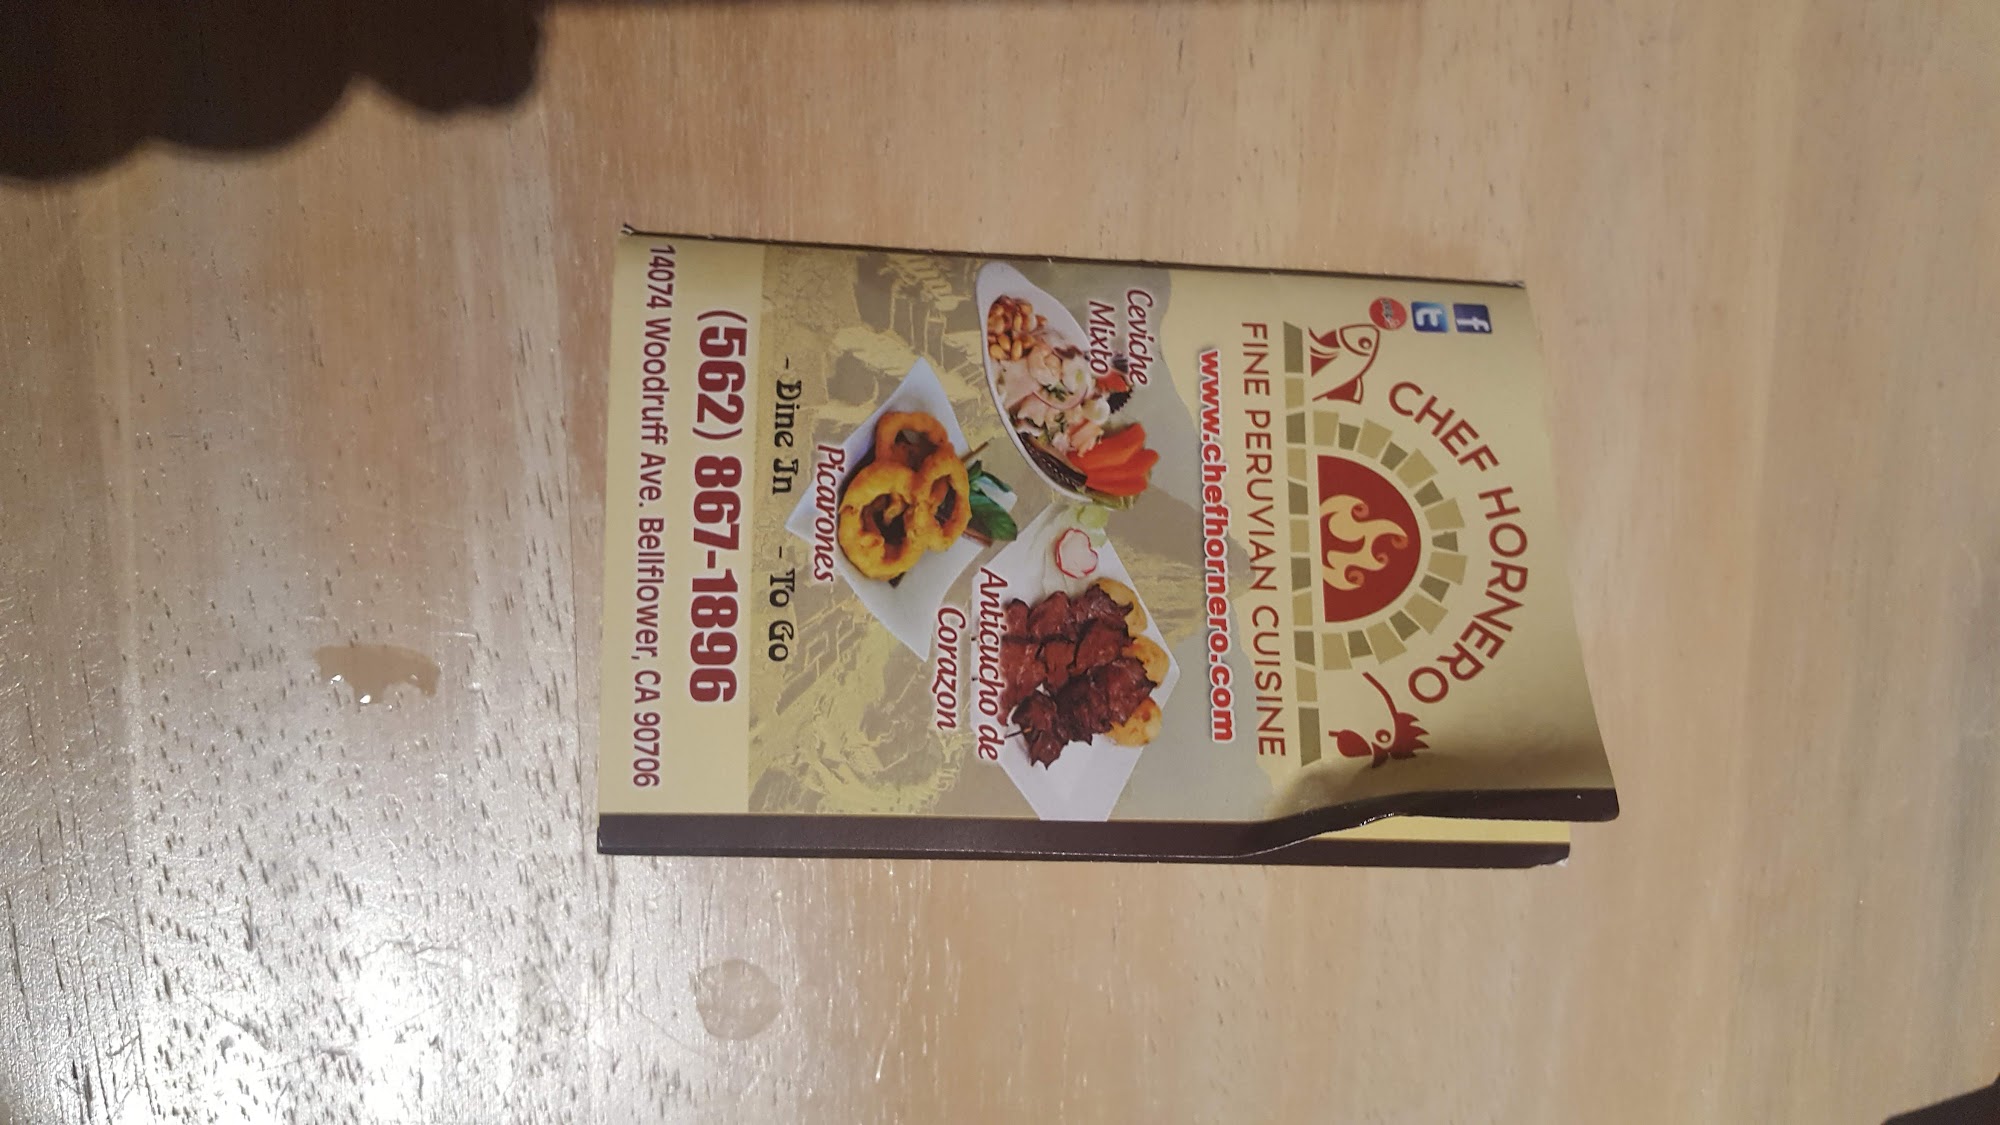 CHEF HORNERO
FINE PERUVIAN CUISINE
www.chefhornero.com
Ceviche
Mixto
Anticucho de
Corazon
Picarones
- Dine In - To Go
(562) 867-1896
14074 Woodruff Ave. Bellflower, CA 90706